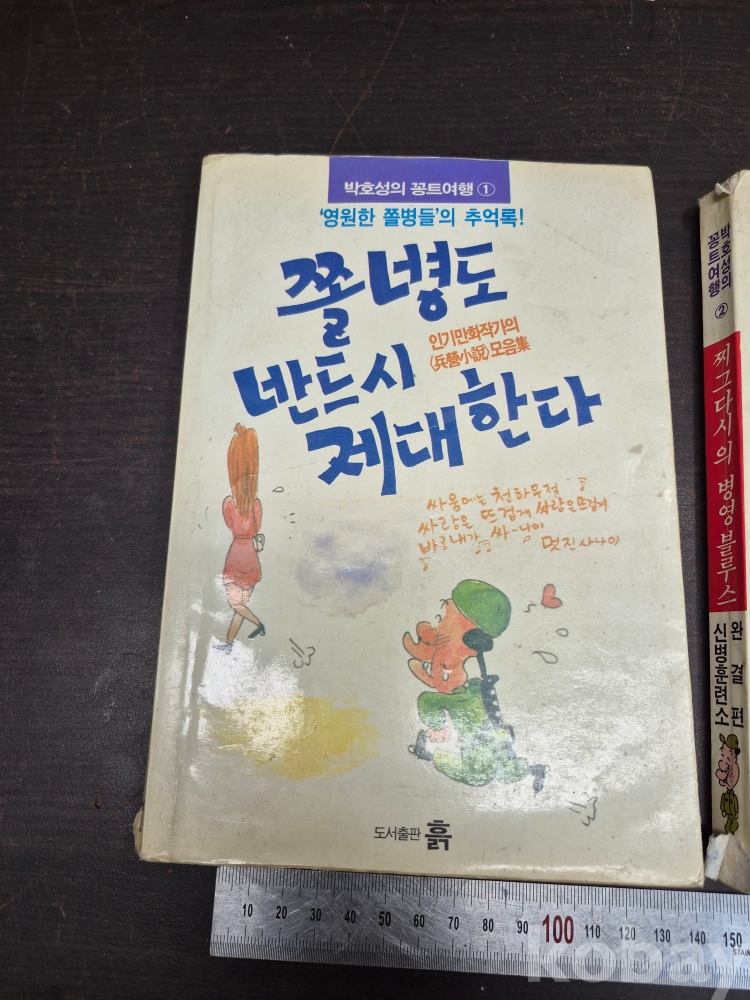 박호성의 꽁트여행 ①
'영원한 쫄병들'의 추억록!
쫄병도
인기만화작가의
〈兵營小說〉모음集
반드시
제대한다
싸움에는 천하무적
싸랑은 뜨겁게 싸랑은 뜨겁게
바로내가 싸-나이
멋진 사나이
도서출판 흙
박호성의
꽁트여행 ②
찌그다시의 병영 블루스
완결편
신병훈련소
10 20 30 40 50 60 70 80 90 100 110 120 130 140 150
STAIN
kobay